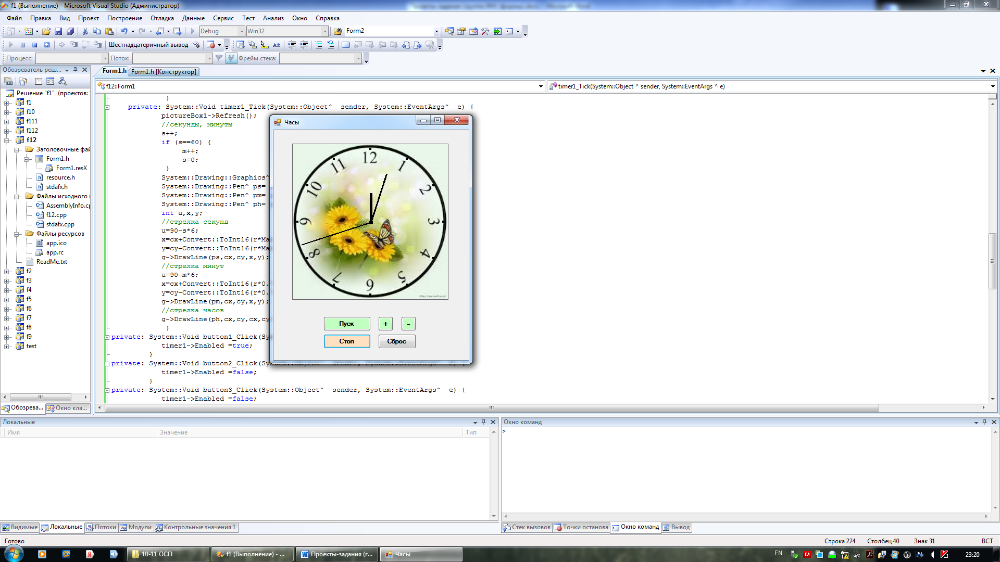 f1 (Выполнение) - Microsoft Visual Studio (Администратор)
Файл Правка Вид Проект Построение Отладка Данные Сервис Тест Анализ Окно Справка
Debug Win32 Form2
Шестнадцатеричный вывод
Процесс: Поток: Фрейм стека:
Обозреватель реш...
Form1.h Form1.h [Конструктор]
f12::Form1 timer1_Tick(System::Object ^ sender, System::EventArgs ^ e)
Решение "f1" (проектов:
f1
f10
f111
f112
f12
Заголовочные фай
Form1.h
Form1.resX
resource.h
stdafx.h
Файлы исходного
AssemblyInfo.cp
f12.cpp
stdafx.cpp
Файлы ресурсов
app.ico
app.rc
ReadMe.txt
f2
f3
f4
f5
f6
f7
f8
f9
test
Обозрева... Окно кла...
}
private: System::Void timer1_Tick(System::Object^ sender, System::EventArgs^ e) {
pictureBox1->Refresh();
//секунды, минуты
s++;
if (s==60) {
m++;
s=0;
}
System::Drawing::Graphics^
System::Drawing::Pen^ ps=
System::Drawing::Pen^ pm=
System::Drawing::Pen^ ph=
int u,x,y;
//стрелка секунд
u=90-s*6;
x=cx+Convert::ToInt16(r*Ma
y=cy-Convert::ToInt16(r*Ma
g->DrawLine(ps,cx,cy,x,y);
//стрелка минут
u=90-m*6;
x=cx+Convert::ToInt16(r*0.
y=cy-Convert::ToInt16(r*0.
g->DrawLine(pm,cx,cy,x,y);
//стрелка часов
g->DrawLine(ph,cx,cy,cx,cy
}
private: System::Void button1_Click(Sy
timer1->Enabled =true;
}
private: System::Void button2_Click(System::Object^ sender, System::EventArgs^ e) {
timer1->Enabled =false;
}
private: System::Void button3_Click(System::Object^ sender, System::EventArgs^ e) {
timer1->Enabled =false;
Часы
12
1
2
3
4
5
6
7
8
9
10
11
Пуск + -
Стоп Сброс
Локальные
Имя Значение Тип
Окно команд
>
Видимые Локальные Потоки Модули Контрольные значения 1
Стек вызовов Точки останова Окно команд Вывод
Готово Строка 224 Столбец 40 Знак 31 ВСТ
10-11 ОСП f1 (Выполнение) - ... Проекты-задания (г... Часы EN 23:20